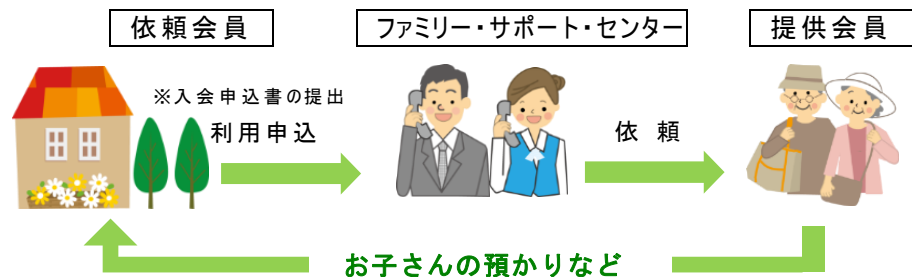 依頼会員
ファミリー・サポート・センター
提供会員
※入会申込書の提出
利用申込
依 頼
お子さんの預かりなど